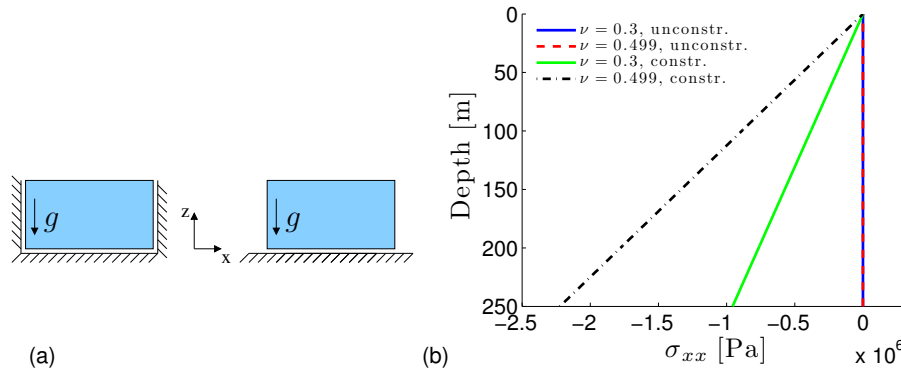 g
z
x
g
(a)
ν = 0.3, unconstr.
ν = 0.499, unconstr.
ν = 0.3, constr.
ν = 0.499, constr.
Depth [m]
0
50
100
150
200
250
−2.5 −2 −1.5 −1 −0.5 0
x 10⁶
σxx [Pa]
(b)